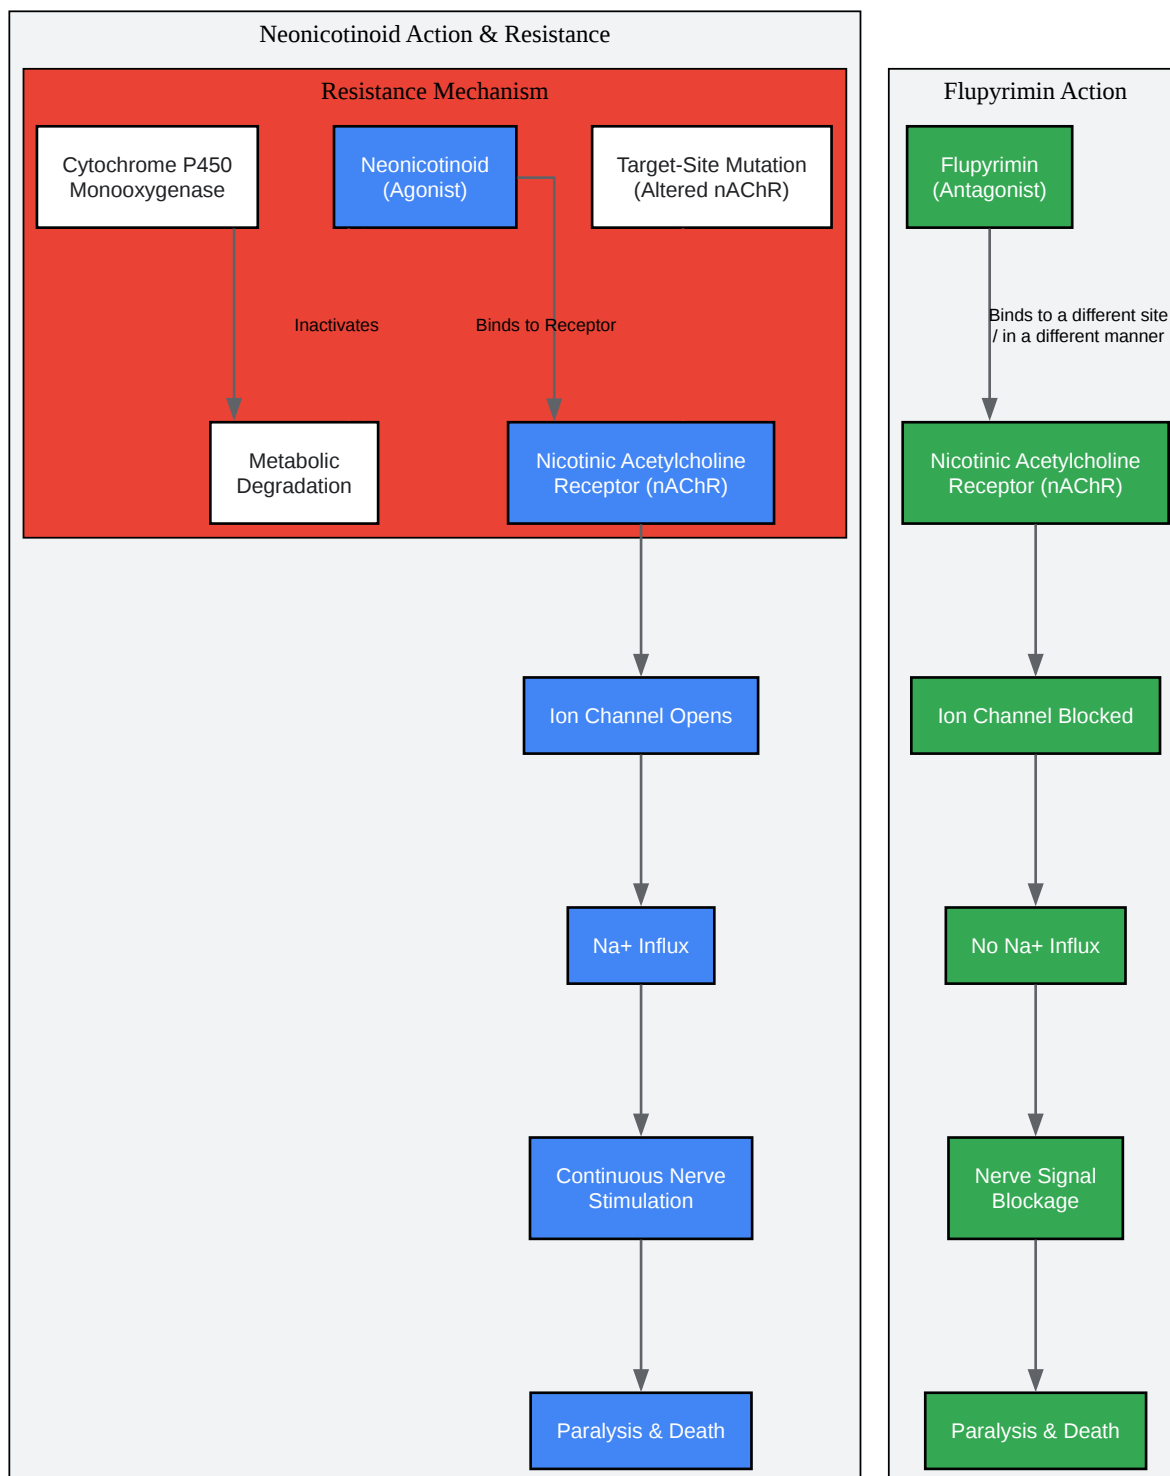 Neonicotinoid Action & Resistance
Resistance Mechanism
Cytochrome P450
Monooxygenase
Neonicotinoid
(Agonist)
Target-Site Mutation
(Altered nAChR)
Inactivates
Binds to Receptor
Metabolic
Degradation
Nicotinic Acetylcholine
Receptor (nAChR)
Ion Channel Opens
Na+ Influx
Continuous Nerve
Stimulation
Paralysis & Death
Flupyrimin Action
Flupyrimin
(Antagonist)
Binds to a different site
/ in a different manner
Nicotinic Acetylcholine
Receptor (nAChR)
Ion Channel Blocked
No Na+ Influx
Nerve Signal
Blockage
Paralysis & Death